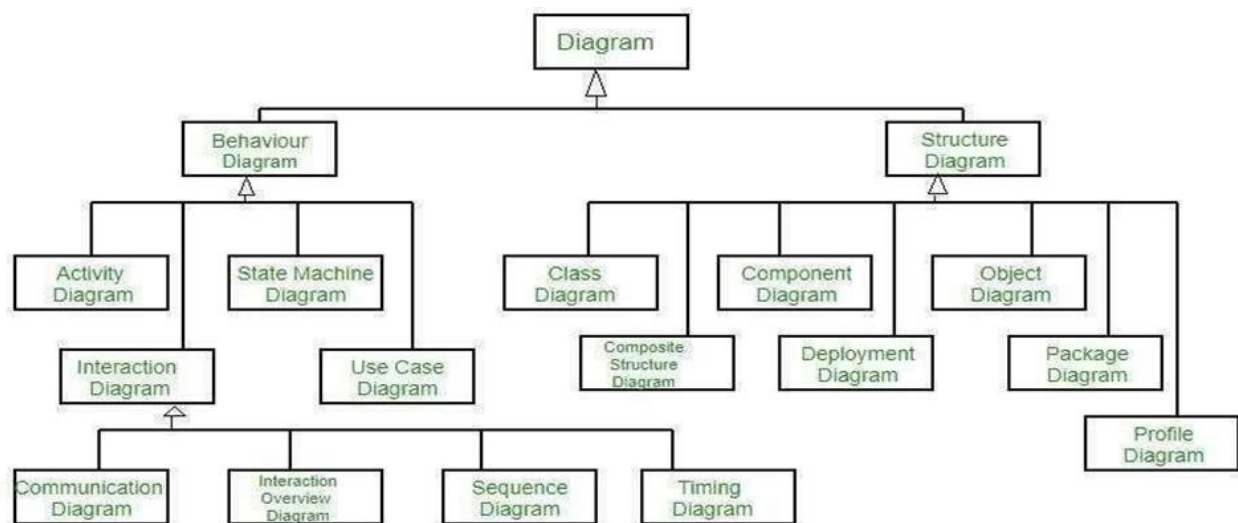 Diagram
Behaviour
Diagram
Structure
Diagram
Activity
Diagram
State Machine
Diagram
Class
Diagram
Component
Diagram
Object
Diagram
Interaction
Diagram
Use Case
Diagram
Composite
Structure
Diagram
Deployment
Diagram
Package
Diagram
Profile
Diagram
Communication
Diagram
Interaction
Overview
Diagram
Sequence
Diagram
Timing
Diagram